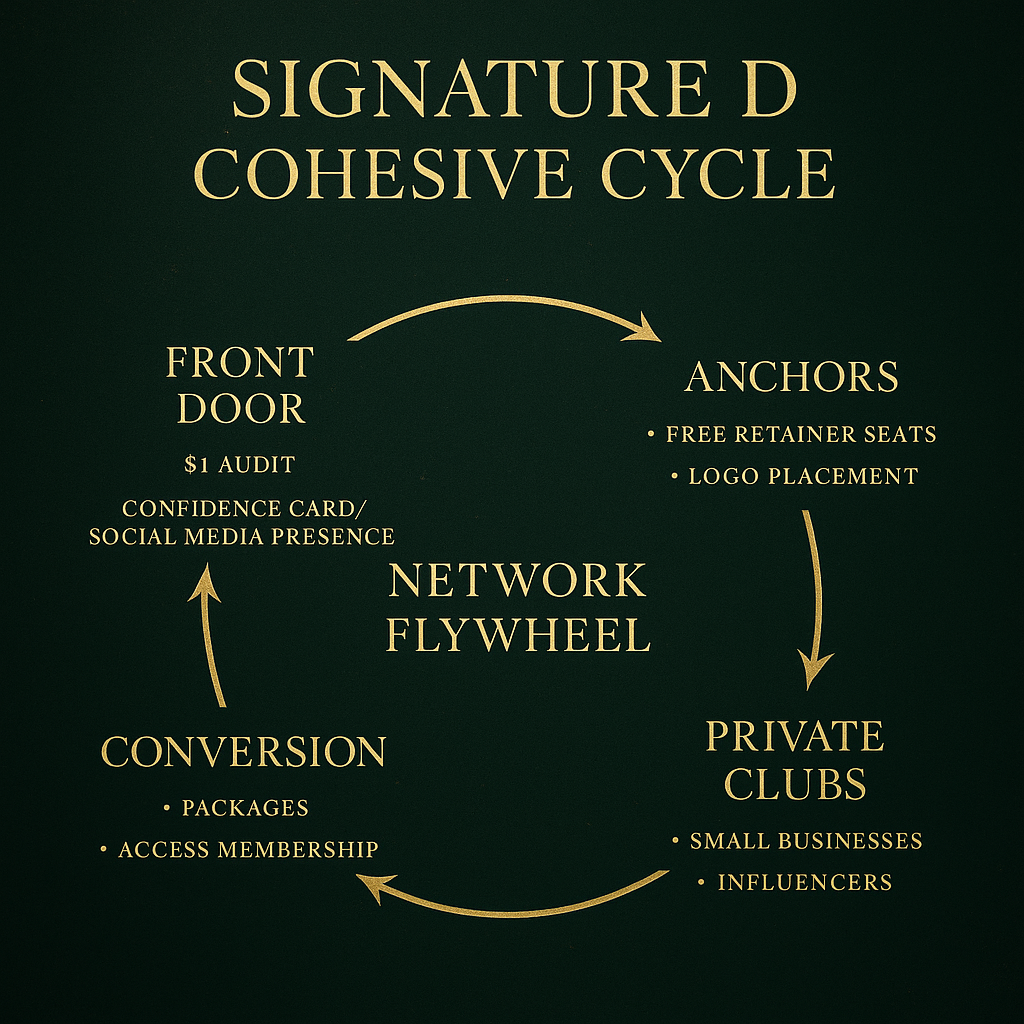 SIGNATURE D
COHESIVE CYCLE
FRONT
DOOR
$1 AUDIT
CONFIDENCE CARD/
SOCIAL MEDIA PRESENCE
ANCHORS
• FREE RETAINER SEATS
• LOGO PLACEMENT
NETWORK
FLYWHEEL
PRIVATE
CLUBS
• SMALL BUSINESSES
• INFLUENCERS
CONVERSION
• PACKAGES
• ACCESS MEMBERSHIP